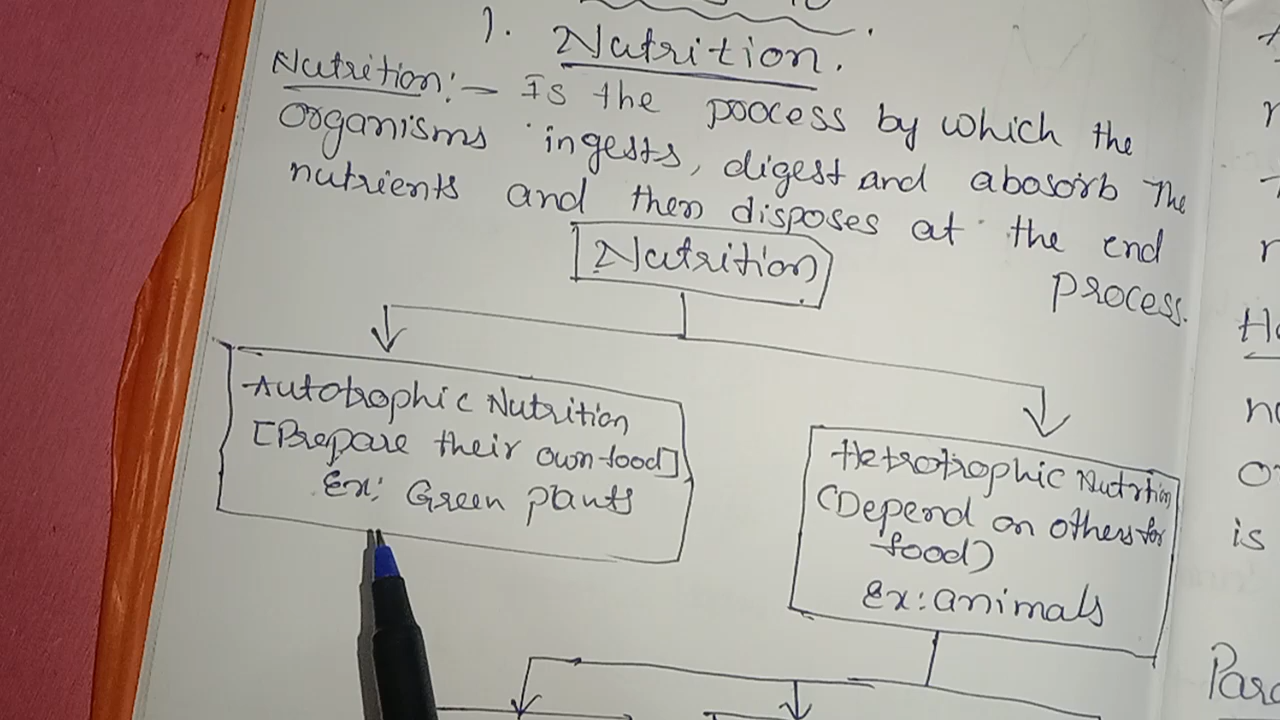 1. Nutrition.
Nutrition:- Is the process by which the
organisms ingests, digest and abosorb The
nutrients and then disposes at the end
process.
Nutrition
Autotrophic Nutrition
[Prepare their own food]
Ex: Green plants
Hetrotrophic Nutrition
(Depend on others for
food)
Ex: animals
is